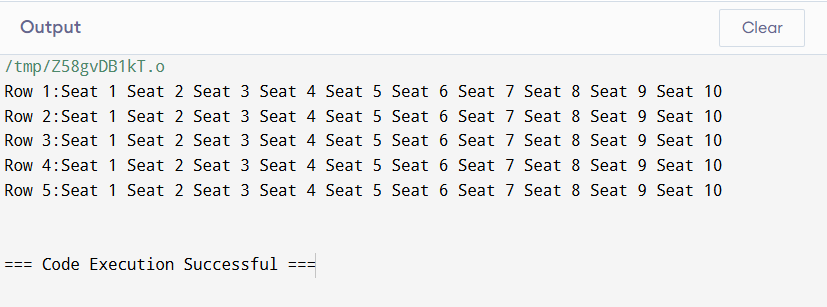 Output
Clear
/tmp/Z58gvDB1kT.o
Row 1:Seat 1 Seat 2 Seat 3 Seat 4 Seat 5 Seat 6 Seat 7 Seat 8 Seat 9 Seat 10
Row 2:Seat 1 Seat 2 Seat 3 Seat 4 Seat 5 Seat 6 Seat 7 Seat 8 Seat 9 Seat 10
Row 3:Seat 1 Seat 2 Seat 3 Seat 4 Seat 5 Seat 6 Seat 7 Seat 8 Seat 9 Seat 10
Row 4:Seat 1 Seat 2 Seat 3 Seat 4 Seat 5 Seat 6 Seat 7 Seat 8 Seat 9 Seat 10
Row 5:Seat 1 Seat 2 Seat 3 Seat 4 Seat 5 Seat 6 Seat 7 Seat 8 Seat 9 Seat 10
=== Code Execution Successful ===